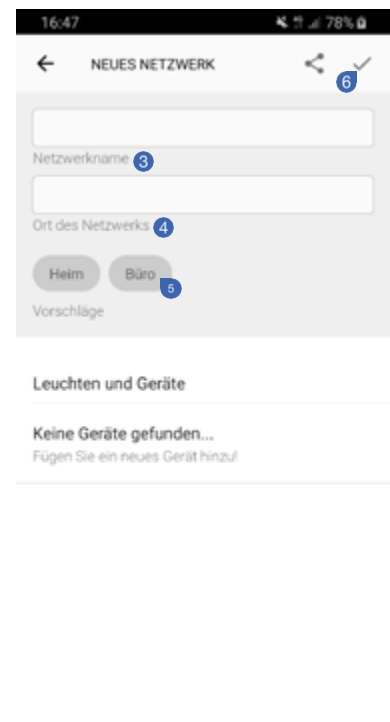 16:47 78%
NEUES NETZWERK
6
Netzwerkname 3
Ort des Netzwerks 4
Heim Büro
5
Vorschläge
Leuchten und Geräte
Keine Geräte gefunden...
Fügen Sie ein neues Gerät hinzu!